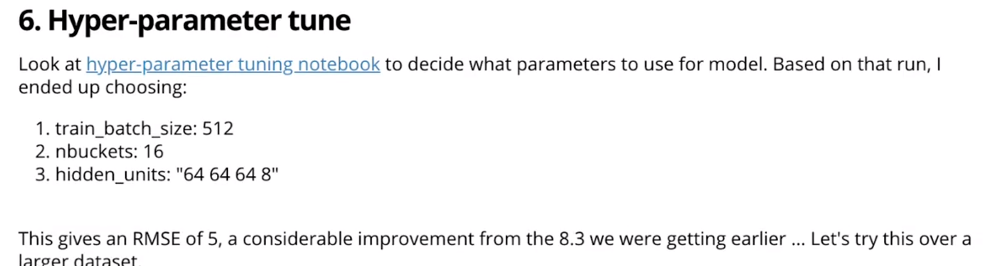 6. Hyper-parameter tune
Look at hyper-parameter tuning notebook to decide what parameters to use for model. Based on that run, I
ended up choosing:
1. train_batch_size: 512
2. nbuckets: 16
3. hidden_units: "64 64 64 8"
This gives an RMSE of 5, a considerable improvement from the 8.3 we were getting earlier ... Let's try this over a
larger dataset.